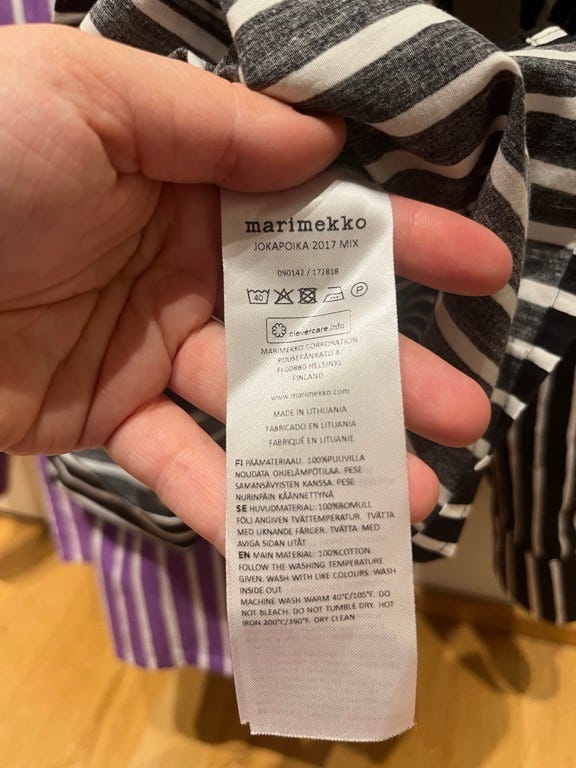 marimekko
JOKAPOIKA 2017 MIX
090142 / 172818
40 P
clevercare.info
MARIMEKKO CORPORATION
PUUSEPÄNKATU 4
FI-00880 HELSINKI
FINLAND
www.marimekko.com
MADE IN LITHUANIA
FABRICADO EN LITUANIA
FABRIQUÉ EN LITUANIE
FI PÄÄMATERIAALI: 100%PUUVILLA
NOUDATA OHJELÄMPÖTILAA. PESE
SAMANSÄVYISTEN KANSSA. PESE
NURINPÄIN KÄÄNNETTYNÄ
SE HUVUDMATERIAL: 100%BOMULL
FÖLJ ANGIVEN TVÄTTEMPERATUR. TVÄTTA
MED LIKNANDE FÄRGER. TVÄTTA MED
AVIGA SIDAN UTÅT
EN MAIN MATERIAL: 100%COTTON
FOLLOW THE WASHING TEMPERATURE
GIVEN. WASH WITH LIKE COLOURS. WASH
INSIDE OUT
MACHINE WASH WARM 40°C/105°F. DO
NOT BLEACH. DO NOT TUMBLE DRY. HOT
IRON 200°C/390°F. DRY CLEAN